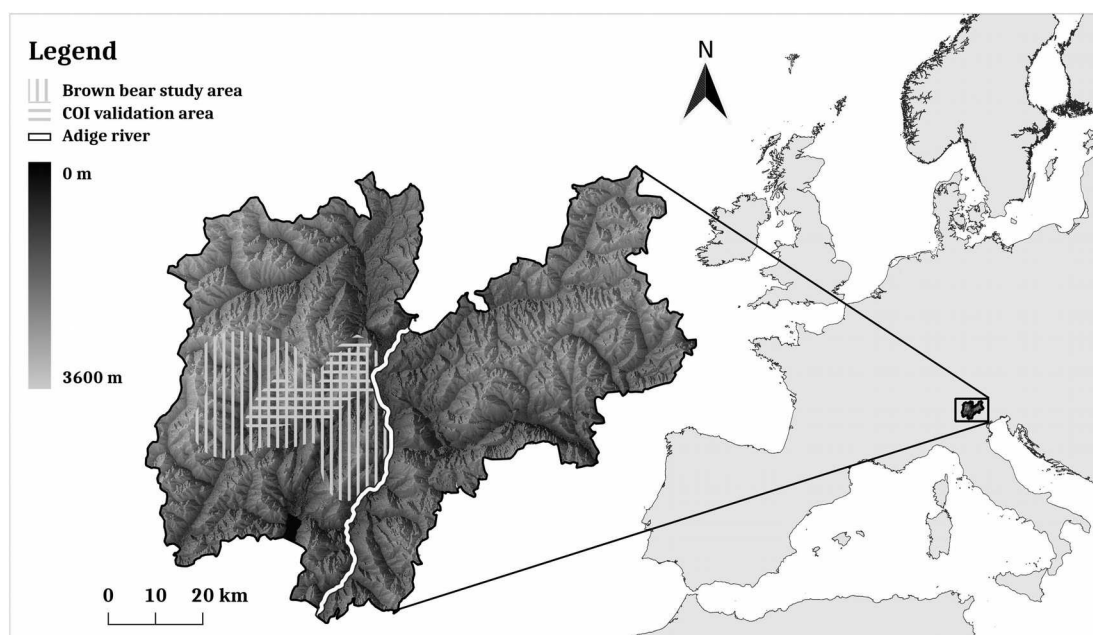 Legend
Brown bear study area
COI validation area
Adige river
0 m
3600 m
N
0 10 20 km